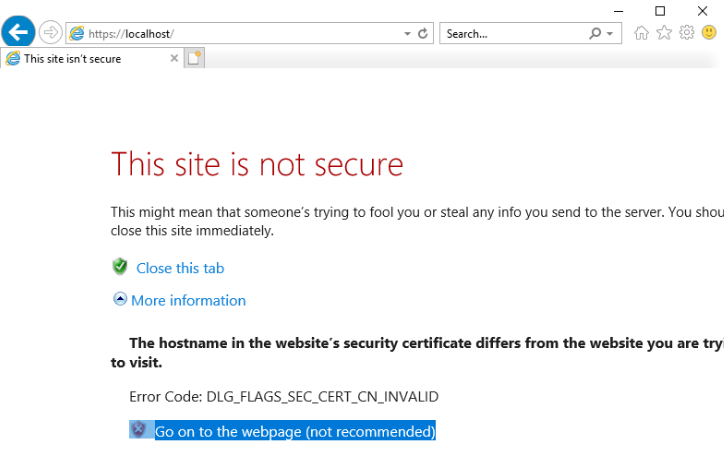 https://localhost/
Search...
This site isn't secure
This site is not secure
This might mean that someone's trying to fool you or steal any info you send to the server. You shou
close this site immediately.
Close this tab
More information
The hostname in the website's security certificate differs from the website you are tryi
to visit.
Error Code: DLG_FLAGS_SEC_CERT_CN_INVALID
Go on to the webpage (not recommended)